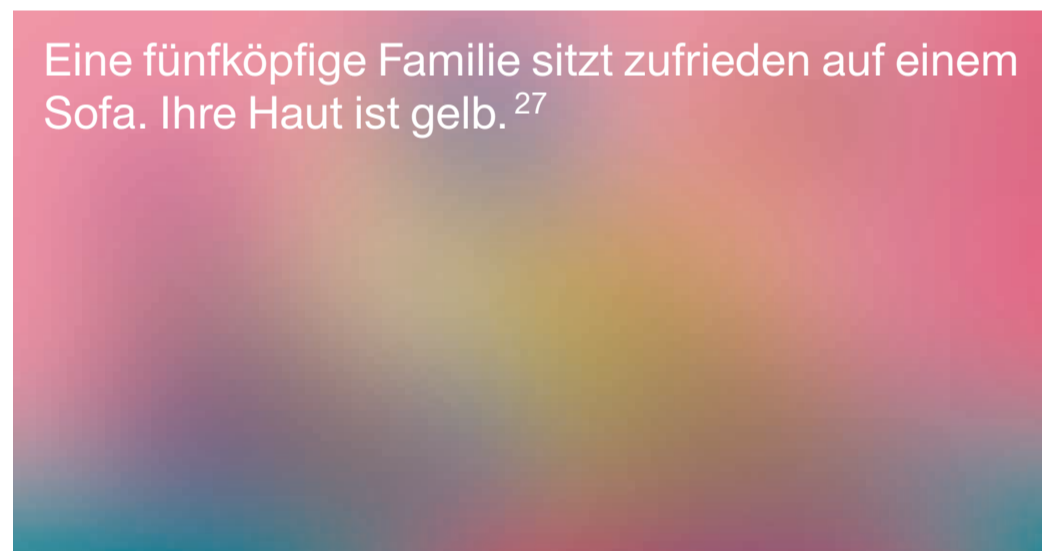 Eine fünfköpfige Familie sitzt zufrieden auf einem
Sofa. Ihre Haut ist gelb. 27